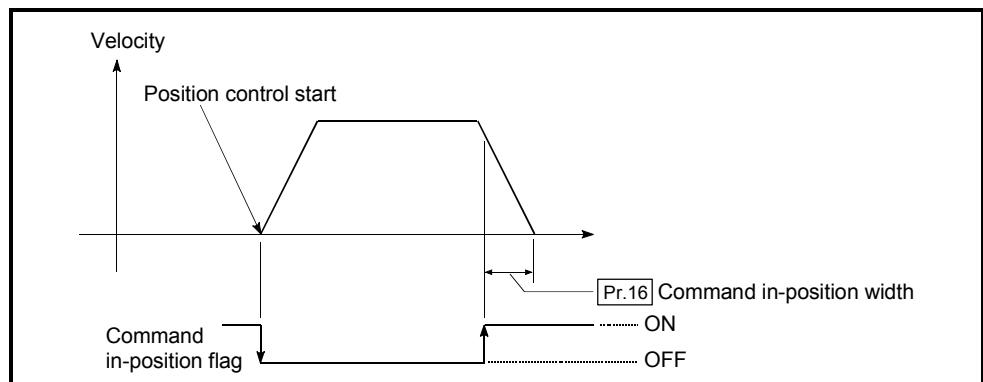 Velocity
Position control start
Pr.16 Command in-position width
ON
Command
in-position flag
OFF